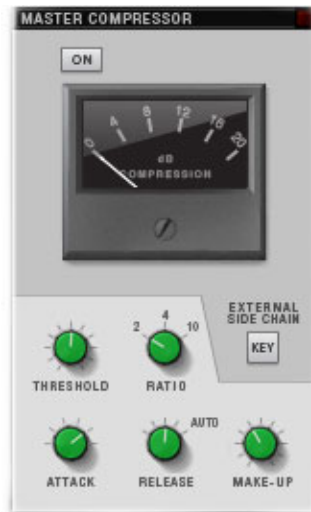 MASTER COMPRESSOR
ON
0 4 8 12 16 20
dB
COMPRESSION
EXTERNAL
SIDE CHAIN
KEY
2 4 10
THRESHOLD RATIO
AUTO
ATTACK RELEASE MAKE-UP